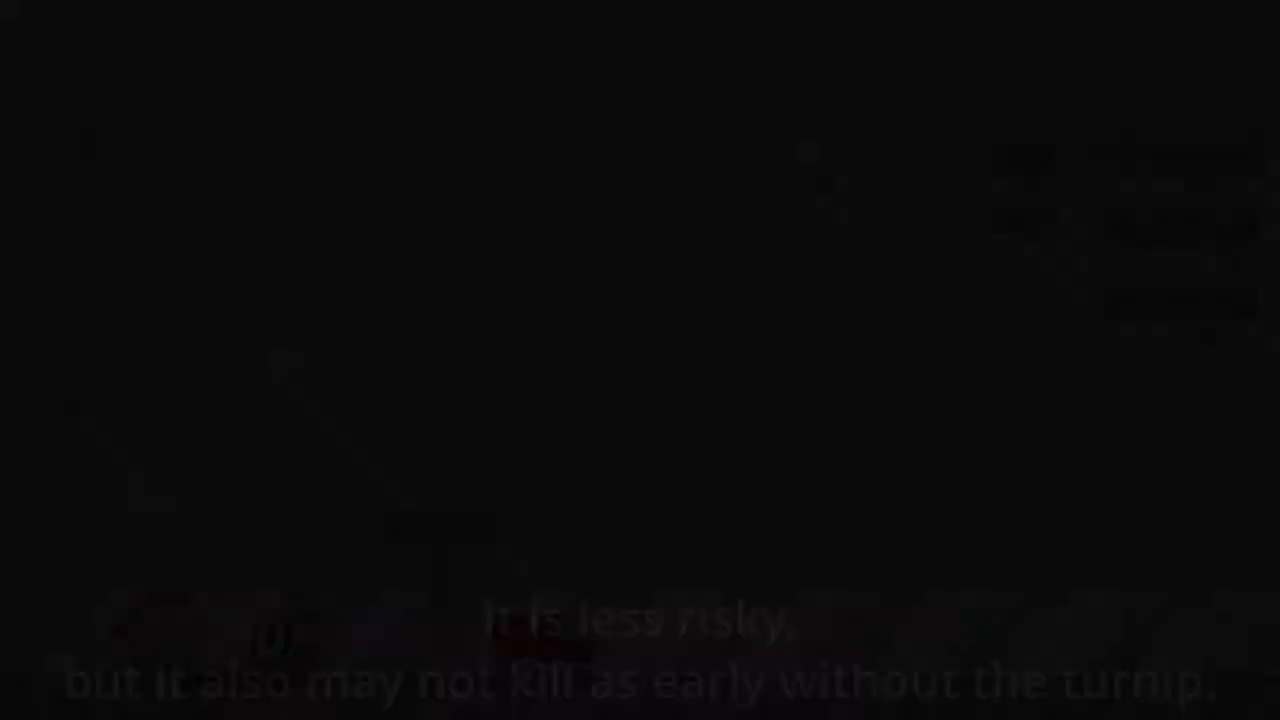 It is less risky,
but it also may not kill as early without the turnip.